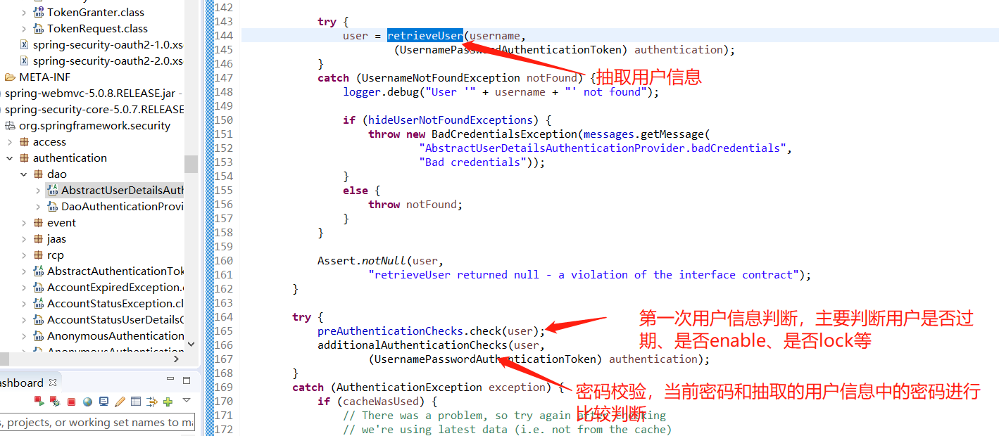 TokenGranter.class
TokenRequest.class
spring-security-oauth2-1.0.xs
spring-security-oauth2-2.0.xs
META-INF
spring-webmvc-5.0.8.RELEASE.jar -
spring-security-core-5.0.7.RELEASE
org.springframework.security
access
authentication
dao
AbstractUserDetailsAuth
DaoAuthenticationProvi
event
jaas
rcp
AbstractAuthenticationTok
AccountExpiredException.
AccountStatusException.cl
AccountStatusUserDetailsC
AnonymousAuthentication
AnonymousAuthentication
ashboard
s, projects, or working set names to ma
142
143 try {
144 user = retrieveUser(username,
145 (UsernamePasswordAuthenticationToken) authentication);
146 }
147 catch (UsernameNotFoundException notFound) {
抽取用户信息
148 logger.debug("User '" + username + "' not found");
149
150 if (hideUserNotFoundExceptions) {
151 throw new BadCredentialsException(messages.getMessage(
152 "AbstractUserDetailsAuthenticationProvider.badCredentials",
153 "Bad credentials"));
154 }
155 else {
156 throw notFound;
157 }
158 }
159
160 Assert.notNull(user,
161 "retrieveUser returned null - a violation of the interface contract");
162 }
163
164 try {
165 preAuthenticationChecks.check(user);
166 additionalAuthenticationChecks(user,
167 (UsernamePasswordAuthenticationToken) authentication);
第一次用户信息判断，主要判断用户是否过
期、是否enable、是否lock等
168 }
169 catch (AuthenticationException exception) {
170 if (cacheWasUsed) {
171 // There was a problem, so try again after checking
172 // we're using latest data (i.e. not from the cache)
密码校验，当前密码和抽取的用户信息中的密码进行
比较判断